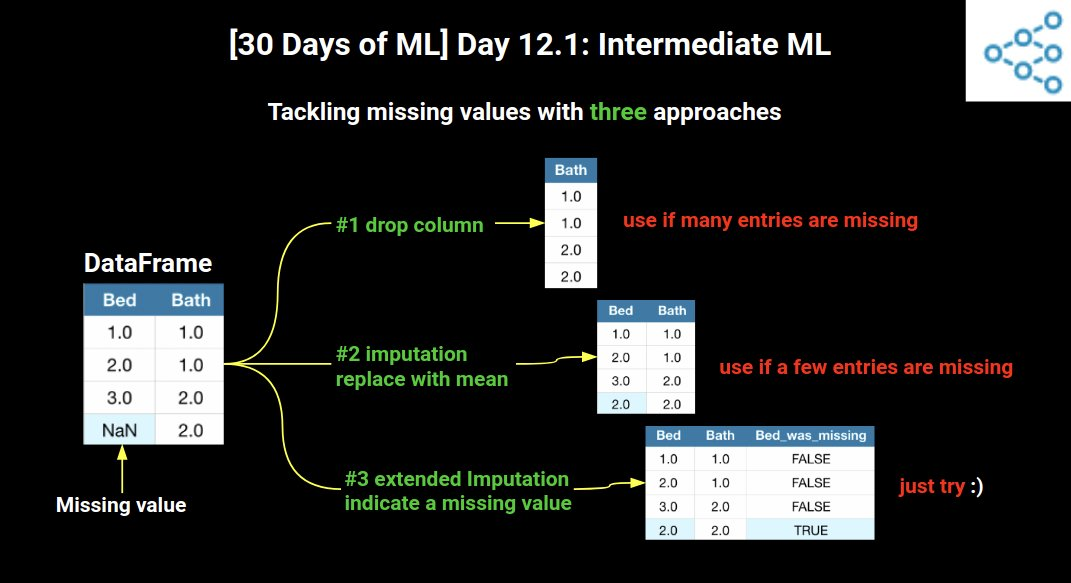 [30 Days of ML] Day 12.1: Intermediate ML
Tackling missing values with three approaches
DataFrame
Bed Bath
1.0 1.0
2.0 1.0
3.0 2.0
NaN 2.0
Missing value
#1 drop column
Bath
1.0
1.0
2.0
2.0
use if many entries are missing
#2 imputation
replace with mean
Bed Bath
1.0 1.0
2.0 1.0
3.0 2.0
2.0 2.0
use if a few entries are missing
#3 extended Imputation
indicate a missing value
Bed Bath Bed_was_missing
1.0 1.0 FALSE
2.0 1.0 FALSE
3.0 2.0 FALSE
2.0 2.0 TRUE
just try :)